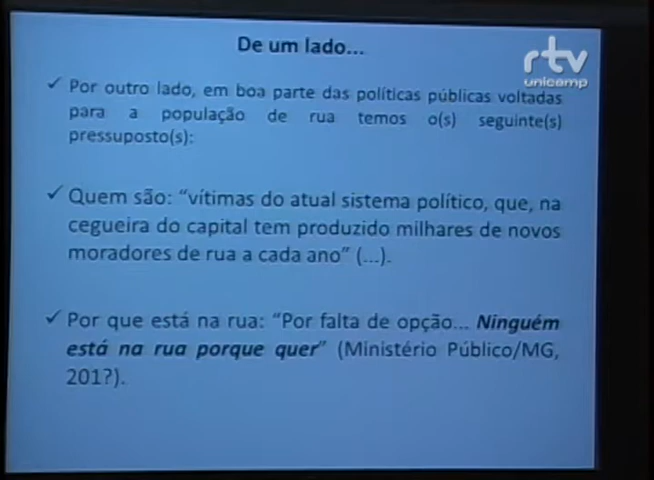 De um lado...
rtv
unicamp
✓ Por outro lado, em boa parte das políticas públicas voltadas
para a população de rua temos o(s) seguinte(s)
pressuposto(s):
✓ Quem são: "vítimas do atual sistema político, que, na
cegueira do capital tem produzido milhares de novos
moradores de rua a cada ano" (...).
✓ Por que está na rua: "Por falta de opção... Ninguém
está na rua porque quer" (Ministério Público/MG,
201?).